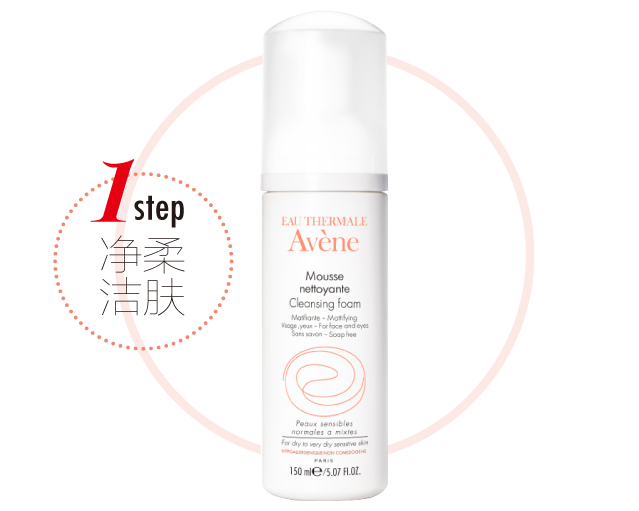 1 step
净柔
洁肤
EAU THERMALE
Avène
Mousse
nettoyante
Cleansing foam
Matifiante – Mattifying
Visage, yeux – For face and eyes
Sans savon – Soap free
Peaux sensibles
normales a mixtes
For dry to very dry sensitive skin
PARIS
150 ml e/5.07 FL.OZ.